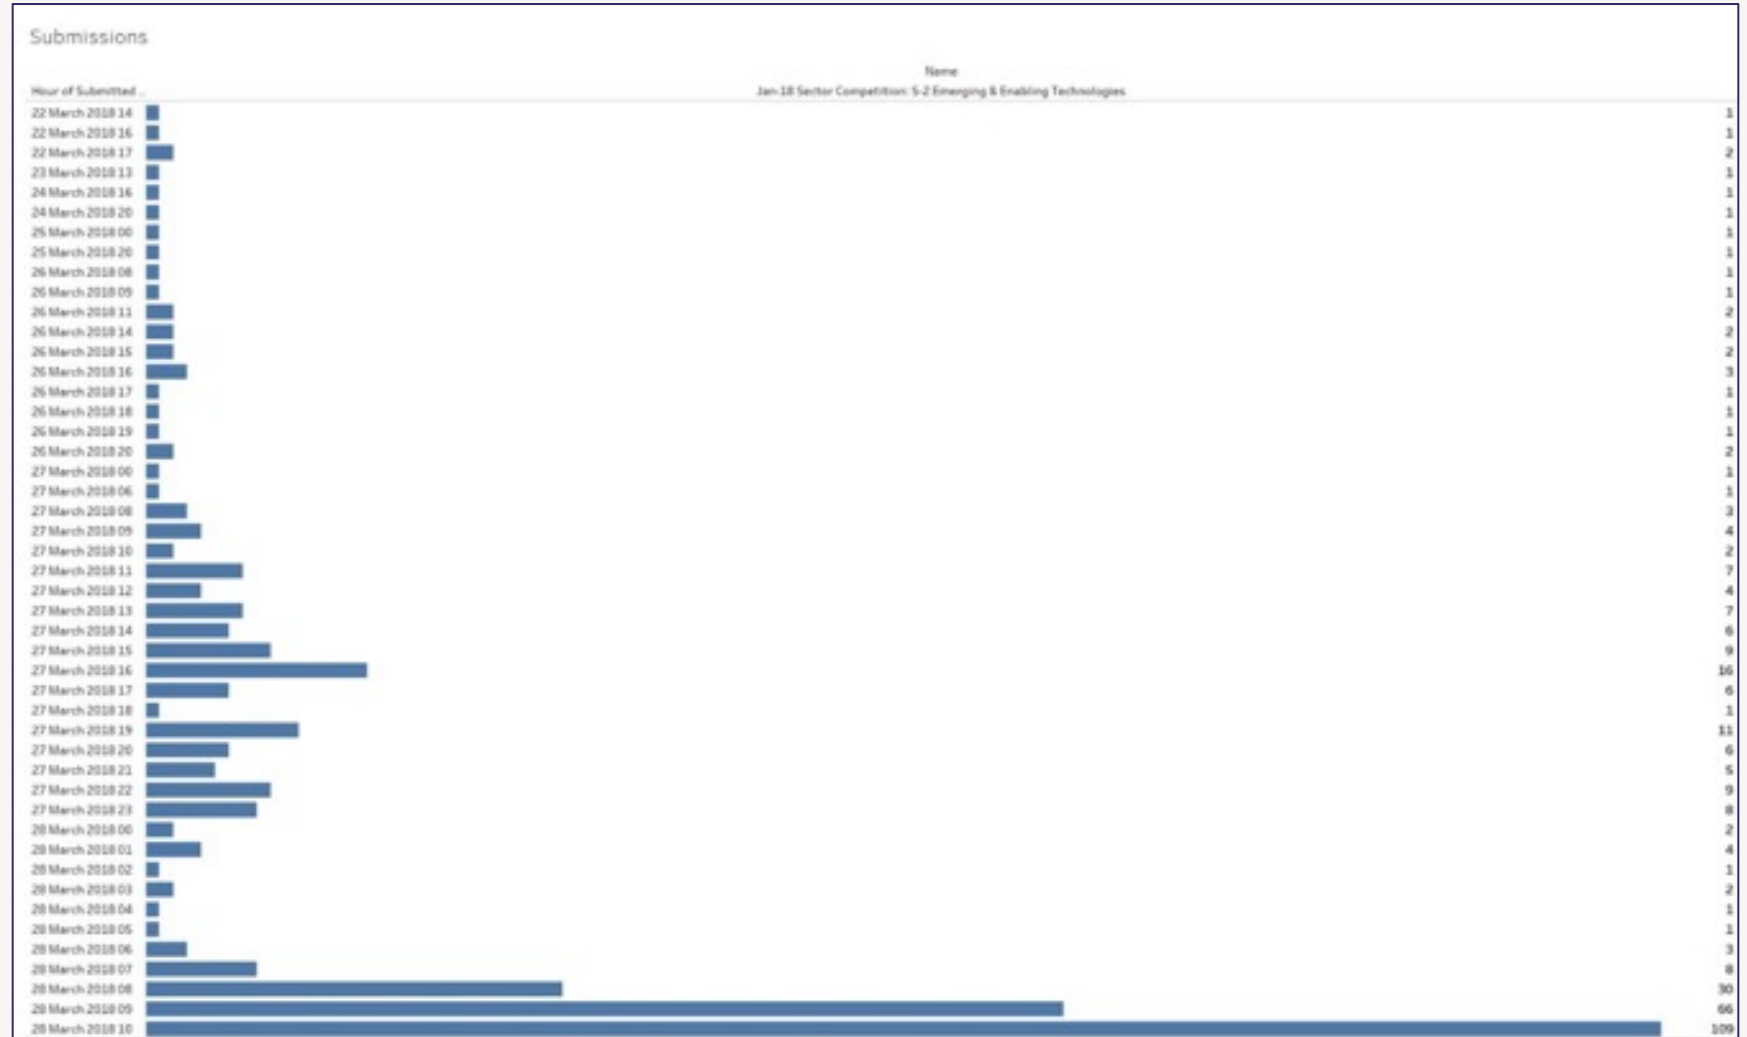 Submissions
Name
Hour of Submitted .. Jan-18 Sector Competition: S-2 Emerging & Enabling Technologies
22 March 2018 14 1
22 March 2018 16 1
22 March 2018 17 2
23 March 2018 13 1
24 March 2018 16 1
24 March 2018 20 1
25 March 2018 00 1
25 March 2018 20 1
26 March 2018 08 1
26 March 2018 09 1
26 March 2018 11 2
26 March 2018 14 2
26 March 2018 15 2
26 March 2018 16 3
26 March 2018 17 1
26 March 2018 18 1
26 March 2018 19 1
26 March 2018 20 2
27 March 2018 00 1
27 March 2018 06 1
27 March 2018 08 3
27 March 2018 09 4
27 March 2018 10 2
27 March 2018 11 7
27 March 2018 12 4
27 March 2018 13 7
27 March 2018 14 6
27 March 2018 15 9
27 March 2018 16 16
27 March 2018 17 6
27 March 2018 18 1
27 March 2018 19 11
27 March 2018 20 6
27 March 2018 21 5
27 March 2018 22 9
27 March 2018 23 8
28 March 2018 00 2
28 March 2018 01 4
28 March 2018 02 1
28 March 2018 03 2
28 March 2018 04 1
28 March 2018 05 1
28 March 2018 06 3
28 March 2018 07 8
28 March 2018 08 30
28 March 2018 09 66
28 March 2018 10 109